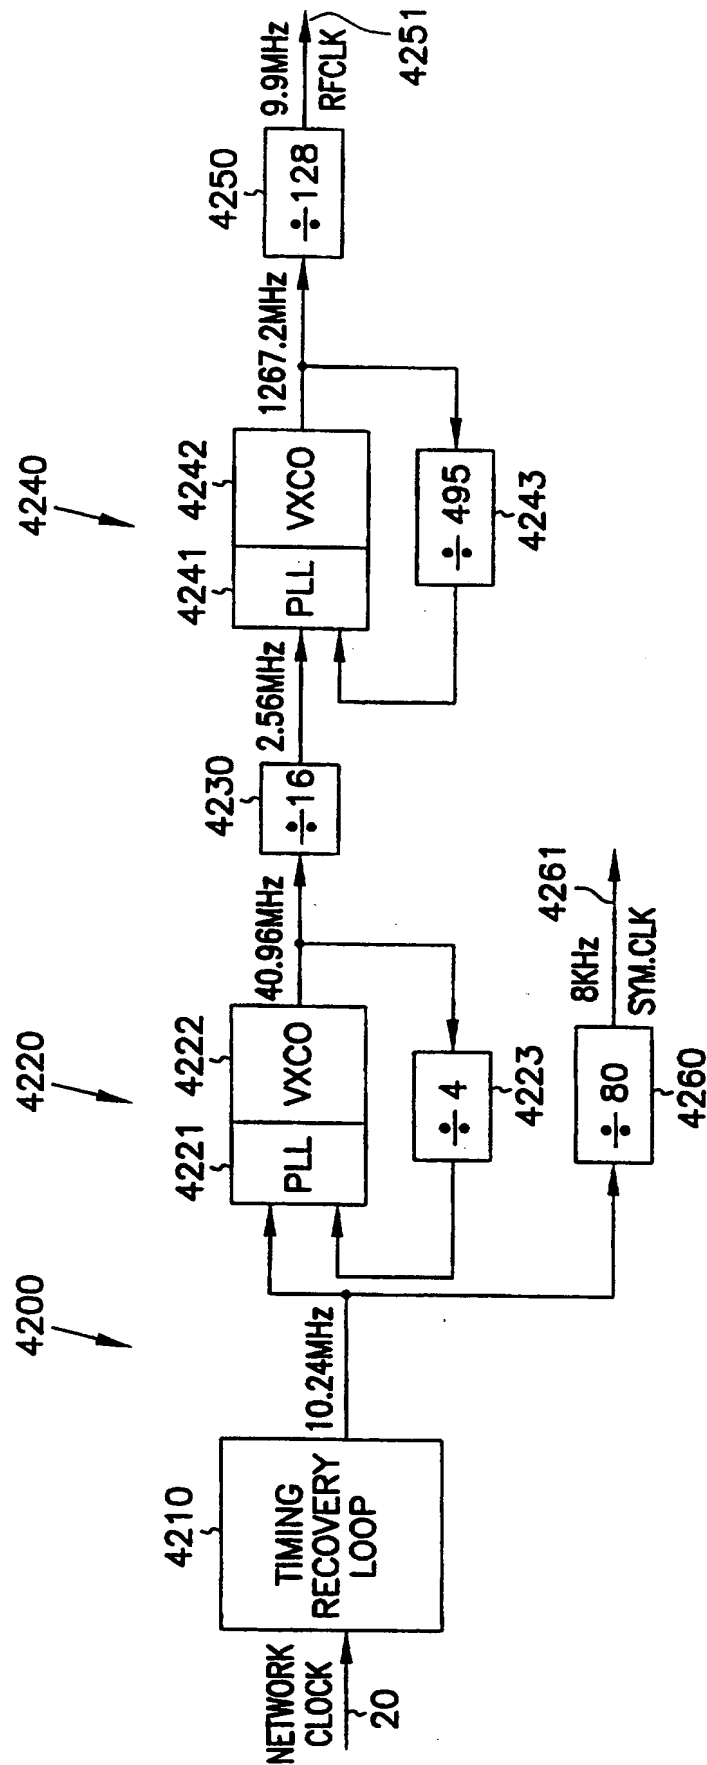 4200
4220
4240
NETWORK
CLOCK
20
4210
TIMING
RECOVERY
LOOP
10.24MHz
4221
4222
PLL
VXCO
÷ 4
4223
40.96MHz
4230
÷16
2.56MHz
4241
4242
PLL
VXCO
÷ 495
4243
1267.2MHz
4250
÷128
9.9MHz
RFCLK
4251
÷ 80
4260
8KHz
SYM.CLK
4261